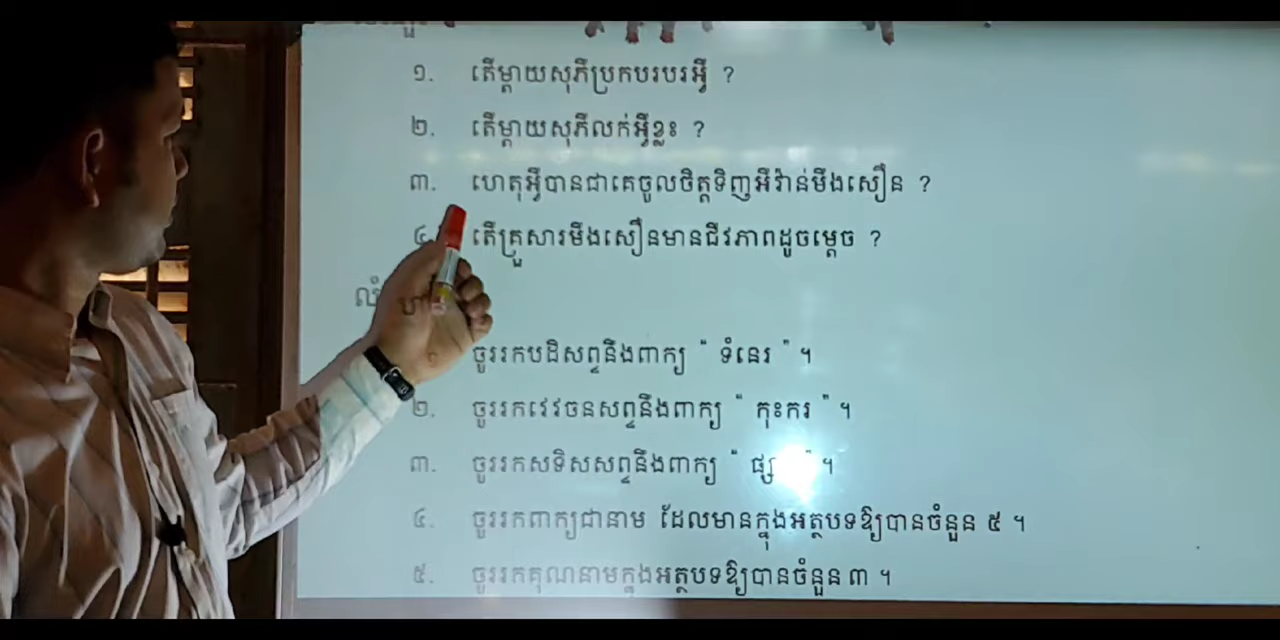 ១. តើម្ដាយសុភីប្រកបរបរអ្វី ?
២. តើម្ដាយសុភីលក់អ្វីខ្លះ ?
៣. ហេតុអ្វីបានជាគេចូលចិត្តទិញអីវ៉ាន់មីងសឿន ?
៤. តើគ្រួសារមីងសឿនមានជីវភាពដូចម្ដេច ?
ចូររកបដិសព្ទនឹងពាក្យ “ ទំនេរ ” ។
២. ចូររកវេវចនសព្ទនឹងពាក្យ “ កុះករ ” ។
៣. ចូររកសទិសសព្ទនឹងពាក្យ “ ” ។
៤. ចូររកពាក្យជានាម ដែលមានក្នុងអត្ថបទឱ្យបានចំនួន ៥ ។
៥. ចូររកគុណនាមក្នុងអត្ថបទឱ្យបានចំនួន ៣ ។